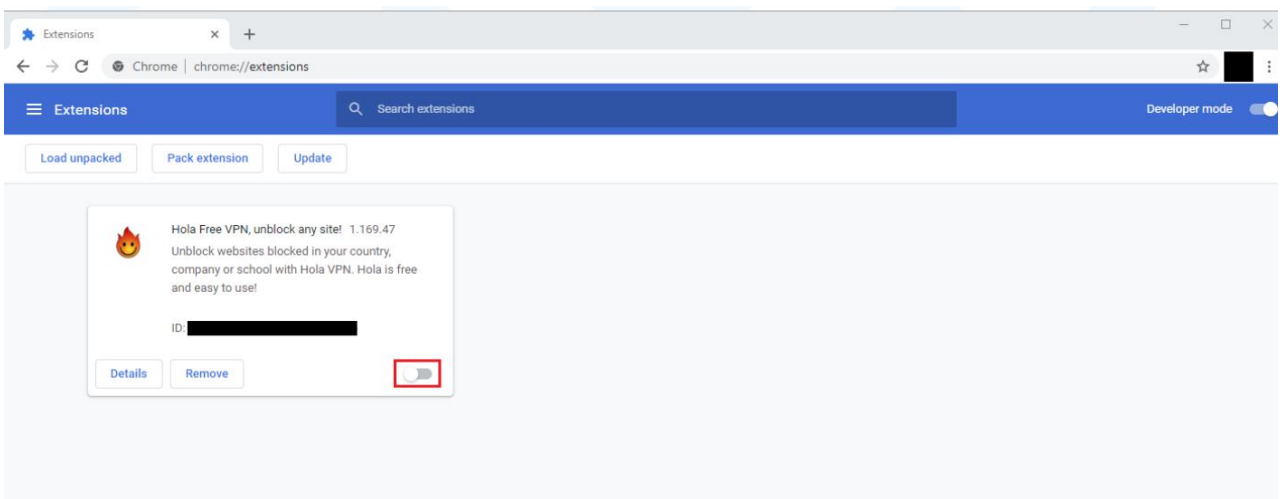 Extensions
Chrome | chrome://extensions
Extensions
Search extensions
Developer mode
Load unpacked
Pack extension
Update
Hola Free VPN, unblock any site! 1.169.47
Unblock websites blocked in your country,
company or school with Hola VPN. Hola is free
and easy to use!
ID:
Details
Remove